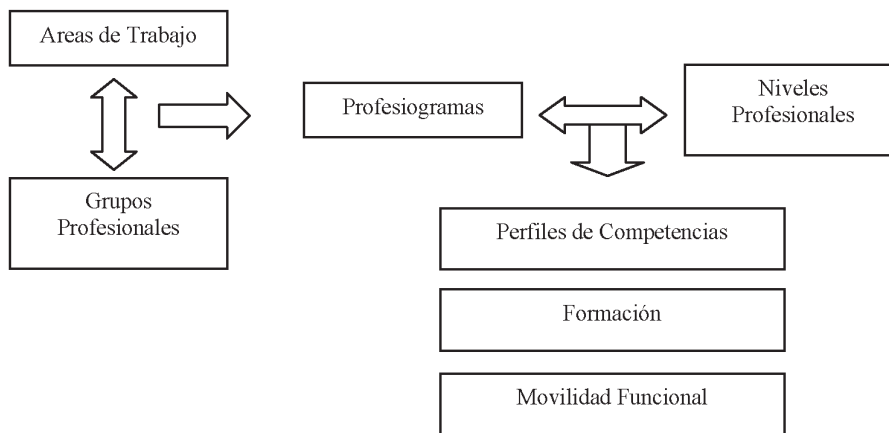 Areas de Trabajo
Profesiogramas
Niveles
Profesionales
Grupos
Profesionales
Perfiles de Competencias
Formación
Movilidad Funcional